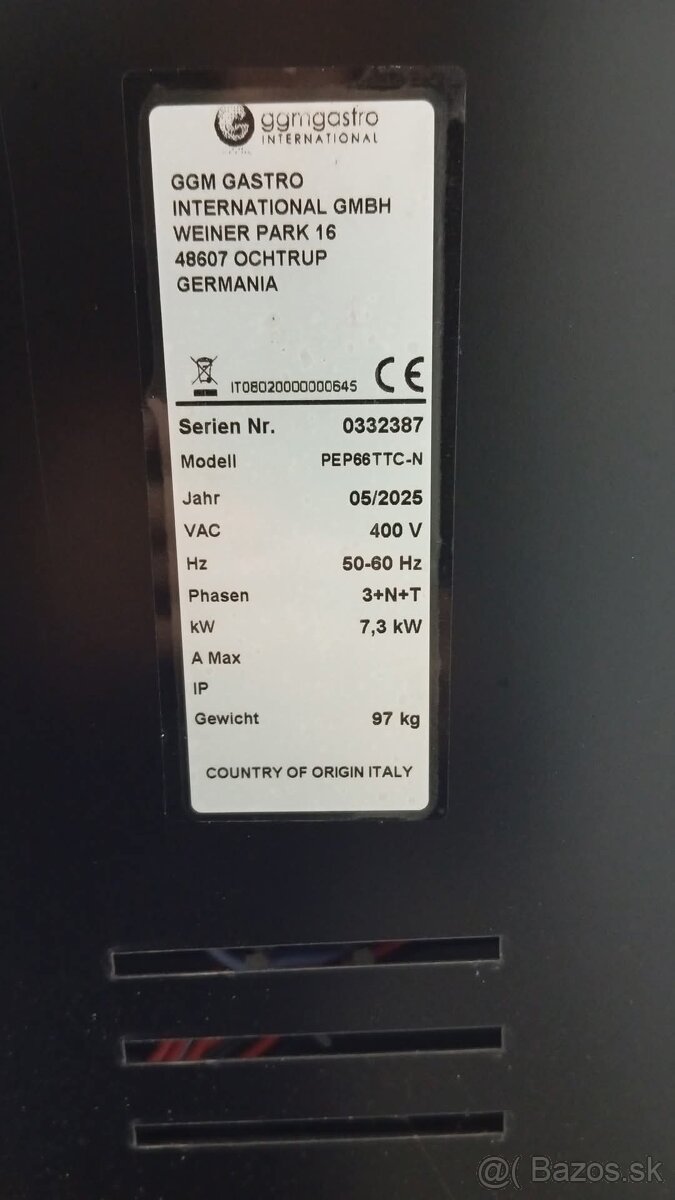 ggmgastro
INTERNATIONAL
GGM GASTRO
INTERNATIONAL GMBH
WEINER PARK 16
48607 OCHTRUP
GERMANIA
IT08020000000645 CE
Serien Nr. 0332387
Modell PEP66TTC-N
Jahr 05/2025
VAC 400 V
Hz 50-60 Hz
Phasen 3+N+T
kW 7,3 kW
A Max
IP
Gewicht 97 kg
COUNTRY OF ORIGIN ITALY
@( Bazos.sk